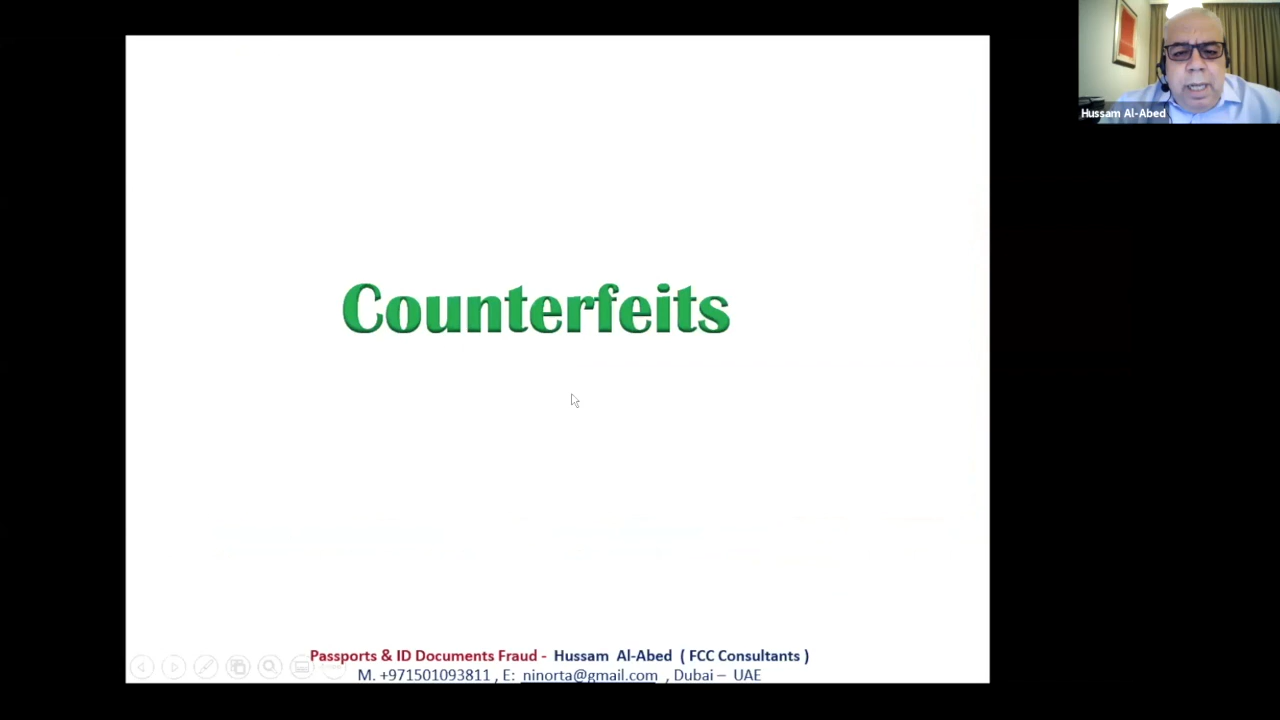 Hussam Al-Abed
Counterfeits
Passports & ID Documents Fraud - Hussam Al-Abed ( FCC Consultants )
M. +971501093811 , E: ninorta@gmail.com , Dubai – UAE